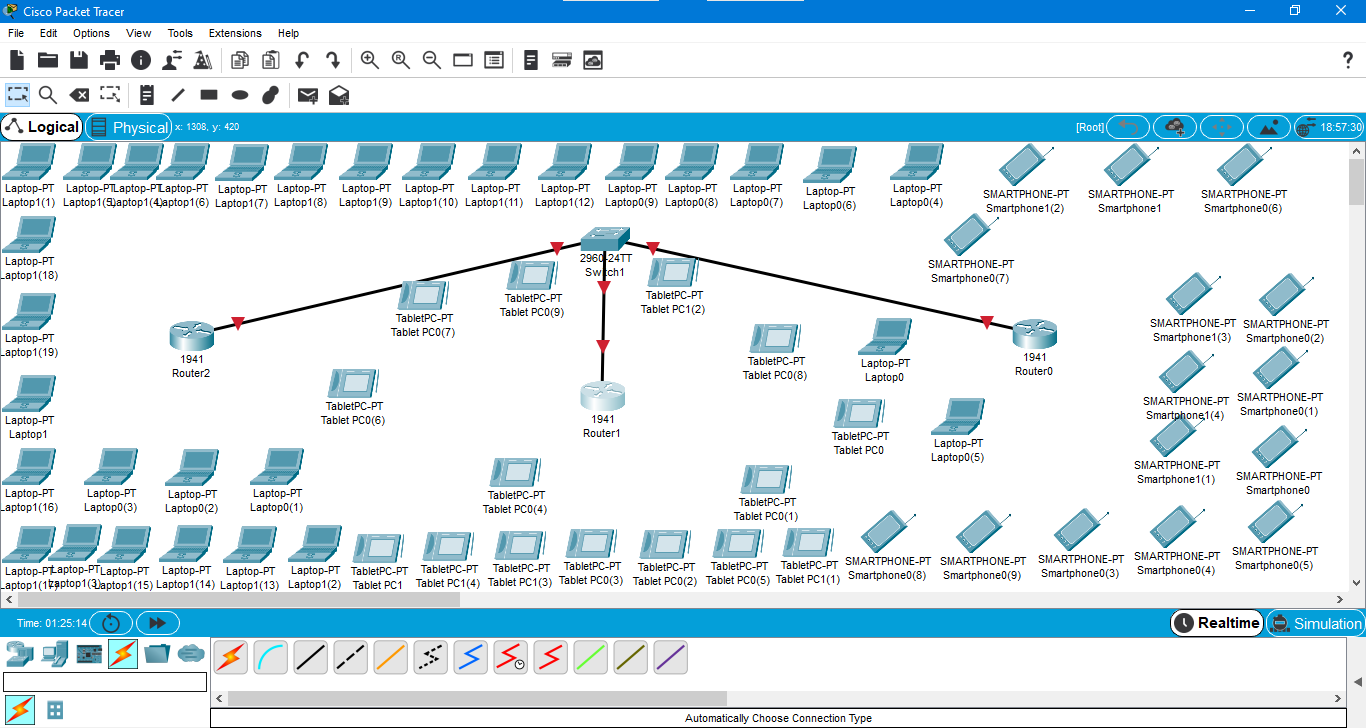 Cisco Packet Tracer
File Edit Options View Tools Extensions Help
Logical Physical x: 1308, y: 420 [Root] 18:57:30
Laptop-PT
Laptop1(1)
Laptop-PT
Laptop1(5)
Laptop-PT
Laptop1(4)
Laptop-PT
Laptop1(6)
Laptop-PT
Laptop1(7)
Laptop-PT
Laptop1(8)
Laptop-PT
Laptop1(9)
Laptop-PT
Laptop1(10)
Laptop-PT
Laptop1(11)
Laptop-PT
Laptop1(12)
Laptop-PT
Laptop0(9)
Laptop-PT
Laptop0(8)
Laptop-PT
Laptop0(7)
Laptop-PT
Laptop0(6)
Laptop-PT
Laptop0(4)
SMARTPHONE-PT
Smartphone1(2)
SMARTPHONE-PT
Smartphone1
SMARTPHONE-PT
Smartphone0(6)
Laptop-PT
Laptop1(18)
2960-24TT
Switch1
SMARTPHONE-PT
Smartphone0(7)
TabletPC-PT
Tablet PC0(7)
TabletPC-PT
Tablet PC0(9)
TabletPC-PT
Tablet PC1(2)
SMARTPHONE-PT
Smartphone1(3)
SMARTPHONE-PT
Smartphone0(2)
Laptop-PT
Laptop1(19)
1941
Router2
TabletPC-PT
Tablet PC0(8)
Laptop-PT
Laptop0
1941
Router0
TabletPC-PT
Tablet PC0(6)
1941
Router1
SMARTPHONE-PT
Smartphone1(4)
SMARTPHONE-PT
Smartphone0(1)
Laptop-PT
Laptop1
TabletPC-PT
Tablet PC0
Laptop-PT
Laptop0(5)
SMARTPHONE-PT
Smartphone1(1)
SMARTPHONE-PT
Smartphone0
Laptop-PT
Laptop1(16)
Laptop-PT
Laptop0(3)
Laptop-PT
Laptop0(2)
Laptop-PT
Laptop0(1)
TabletPC-PT
Tablet PC0(4)
TabletPC-PT
Tablet PC0(1)
Laptop-PT
Laptop1(17)
Laptop-PT
Laptop1(3)
Laptop-PT
Laptop1(15)
Laptop-PT
Laptop1(14)
Laptop-PT
Laptop1(13)
Laptop-PT
Laptop1(2)
TabletPC-PT
Tablet PC1
TabletPC-PT
Tablet PC1(4)
TabletPC-PT
Tablet PC1(3)
TabletPC-PT
Tablet PC0(3)
TabletPC-PT
Tablet PC0(2)
TabletPC-PT
Tablet PC0(5)
TabletPC-PT
Tablet PC1(1)
SMARTPHONE-PT
Smartphone0(8)
SMARTPHONE-PT
Smartphone0(9)
SMARTPHONE-PT
Smartphone0(3)
SMARTPHONE-PT
Smartphone0(4)
SMARTPHONE-PT
Smartphone0(5)
Time: 01:25:14 Realtime Simulation
Automatically Choose Connection Type